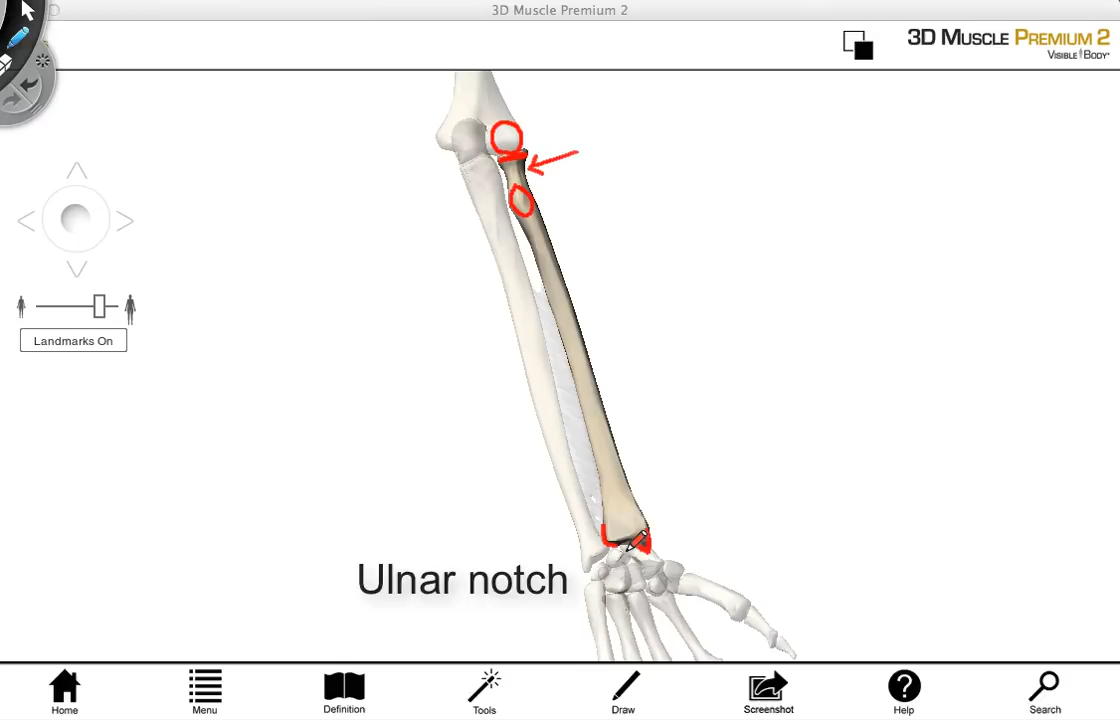 3D Muscle Premium 2
3D MUSCLE PREMIUM 2
VISIBLE BODY
Landmarks On
Ulnar notch
Home
Menu
Definition
Tools
Draw
Screenshot
? Help
Search